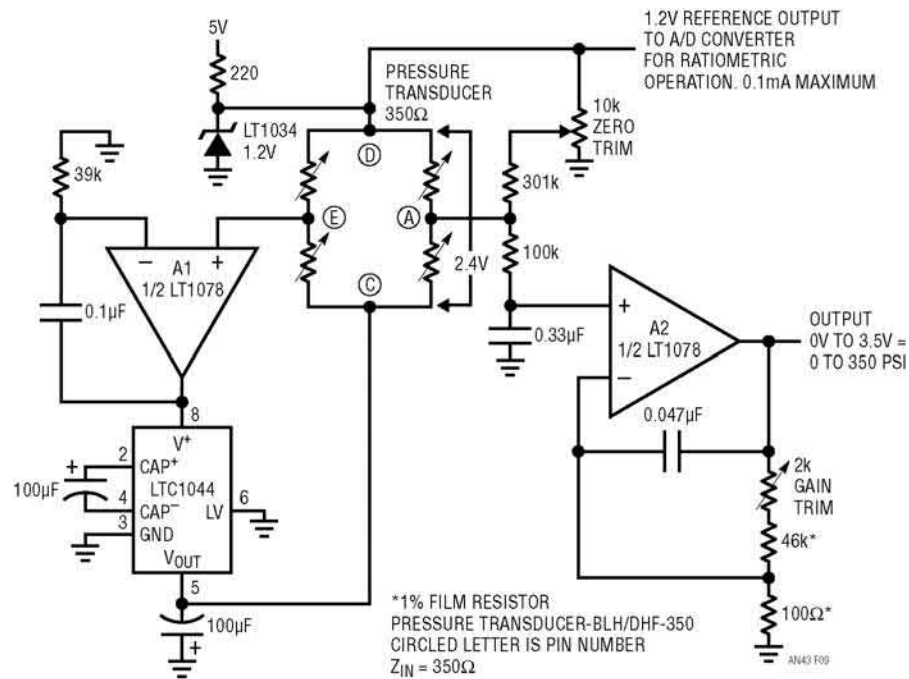 5V
220
LT1034
1.2V
PRESSURE
TRANSDUCER
350Ω
1.2V REFERENCE OUTPUT
TO A/D CONVERTER
FOR RATIOMETRIC
OPERATION. 0.1mA MAXIMUM
10k
ZERO
TRIM
39k
D
E
A
C
2.4V
301k
100k
0.33µF
A1
1/2 LT1078
−
+
0.1µF
+
A2
1/2 LT1078
−
OUTPUT
0V TO 3.5V =
0 TO 350 PSI
0.047µF
2k
GAIN
TRIM
46k*
100Ω*
8
V+
2
CAP+
+
100µF
LTC1044
4
CAP−
6
LV
3
GND
VOUT
5
100µF
+
*1% FILM RESISTOR
PRESSURE TRANSDUCER-BLH/DHF-350
CIRCLED LETTER IS PIN NUMBER
ZIN = 350Ω
AN43 F09